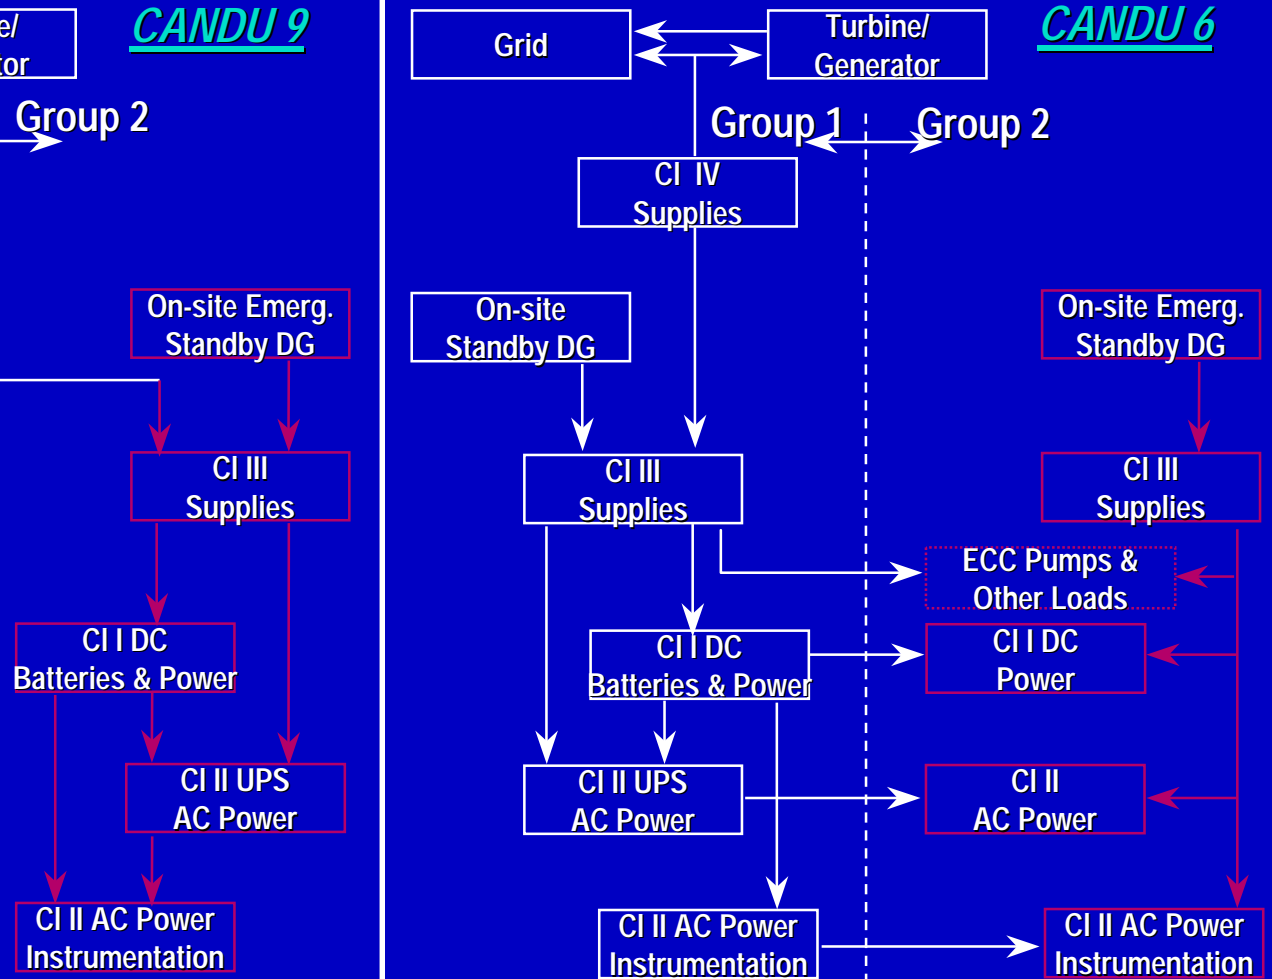 CANDU 9
Group 2
On-site Emerg.
Standby DG
Cl III
Supplies
Cl I DC
Batteries & Power
Cl II UPS
AC Power
Cl II AC Power
Instrumentation
CANDU 6
Grid
Turbine/
Generator
Group 1
Group 2
Cl IV
Supplies
On-site
Standby DG
On-site Emerg.
Standby DG
Cl III
Supplies
Cl III
Supplies
ECC Pumps &
Other Loads
Cl I DC
Batteries & Power
Cl I DC
Power
Cl II UPS
AC Power
Cl II
AC Power
Cl II AC Power
Instrumentation
Cl II AC Power
Instrumentation